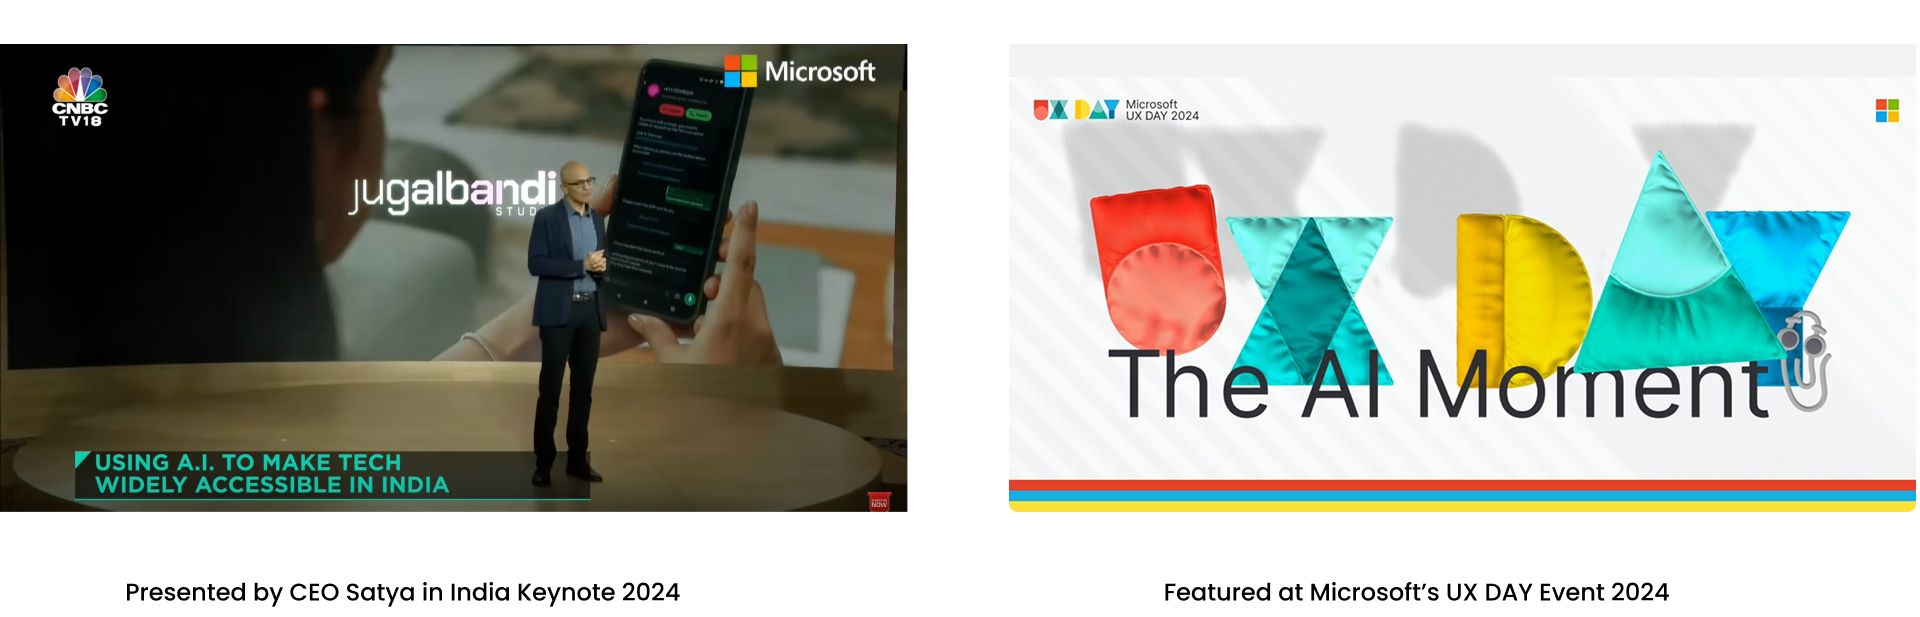 CNBC
TV18
Microsoft
jugalbandi
STUD
USING A.I. TO MAKE TECH
WIDELY ACCESSIBLE IN INDIA
NOW
Presented by CEO Satya in India Keynote 2024
UX DAY
Microsoft
UX DAY 2024
UX DAY
The AI Moment
Featured at Microsoft’s UX DAY Event 2024